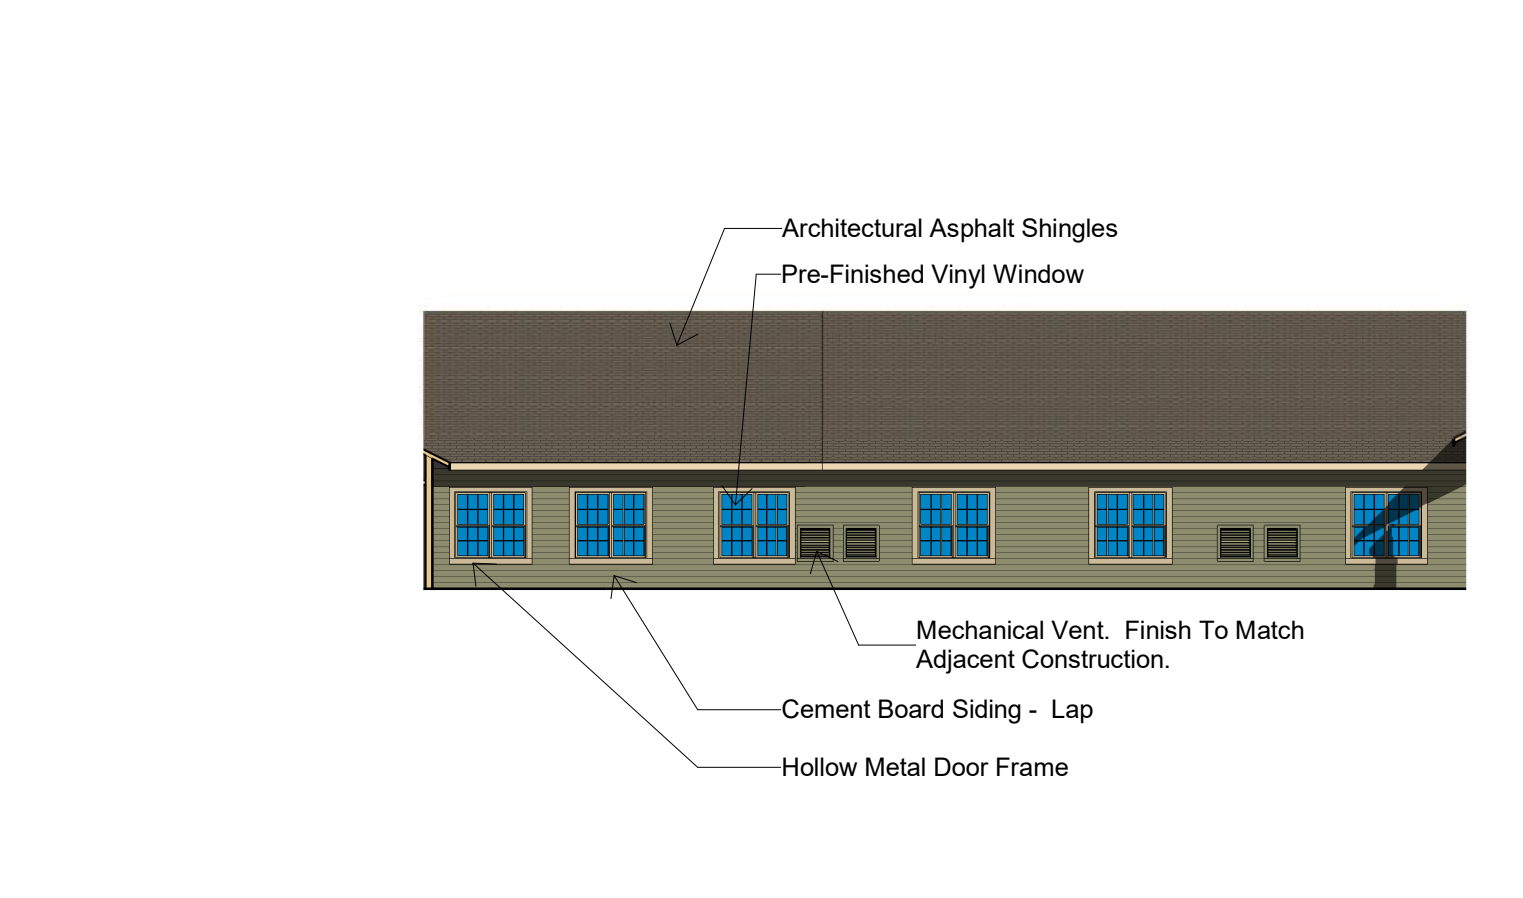 Architectural Asphalt Shingles
Pre-Finished Vinyl Window
Mechanical Vent.  Finish To Match
Adjacent Construction.
Cement Board Siding -  Lap
Hollow Metal Door Frame